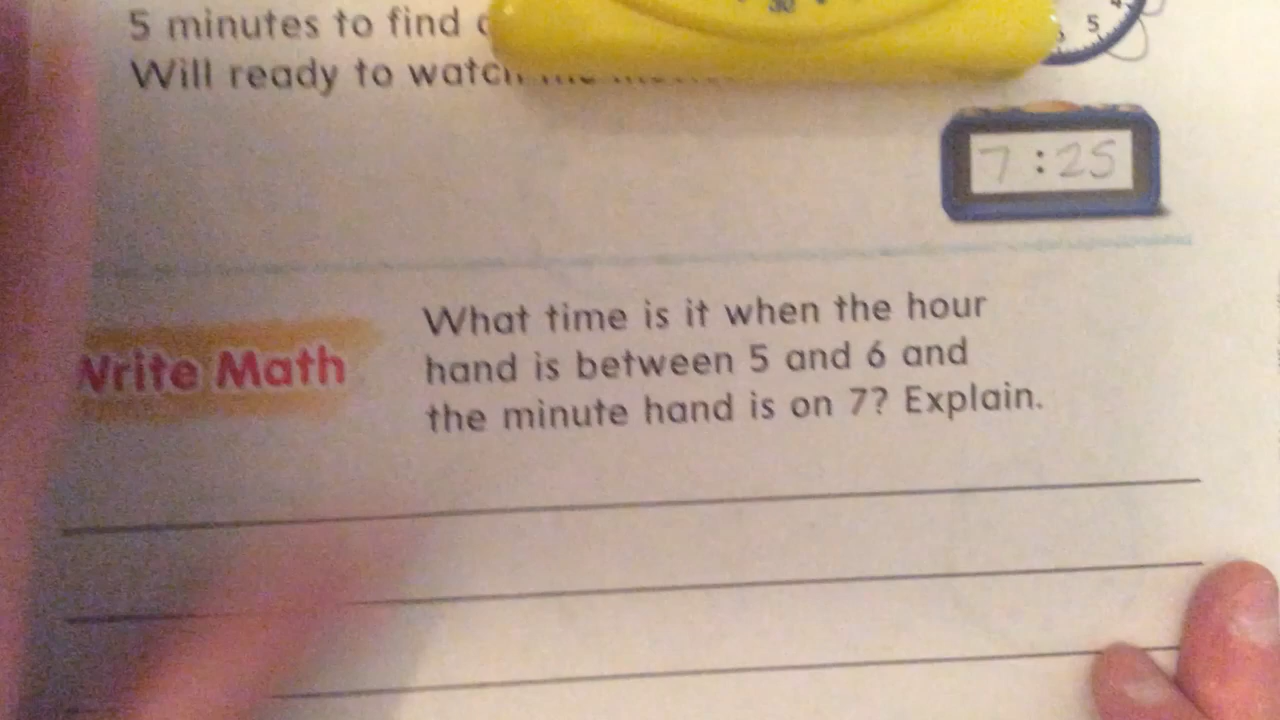 30
5
5 minutes to find
Will ready to watch
7:25
Write Math
What time is it when the hour
hand is between 5 and 6 and
the minute hand is on 7? Explain.